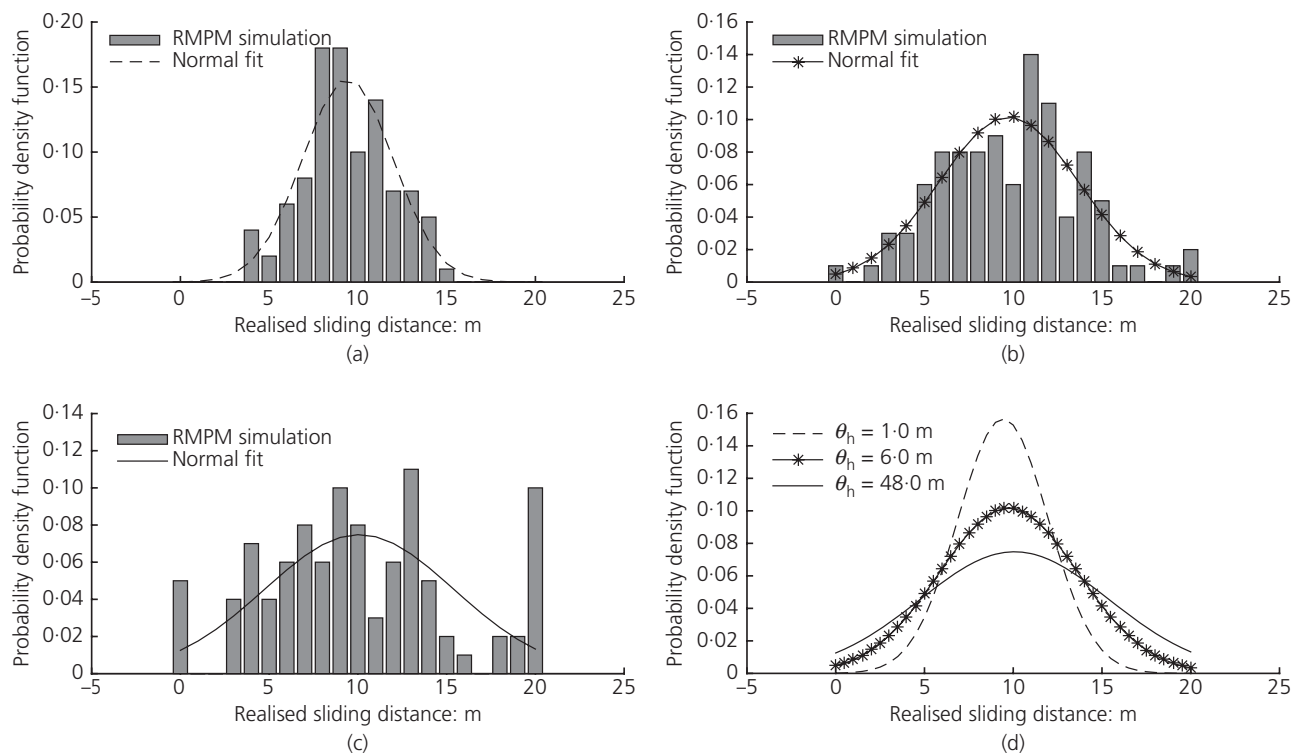 0·20
0·15
0·10
0·05
0
Probability density function
RMPM simulation
Normal fit
−5 0 5 10 15 20 25
Realised sliding distance: m
(a)
0·16
0·14
0·12
0·10
0·08
0·06
0·04
0·02
0
Probability density function
RMPM simulation
Normal fit
−5 0 5 10 15 20 25
Realised sliding distance: m
(b)
0·14
0·12
0·10
0·08
0·06
0·04
0·02
0
Probability density function
RMPM simulation
Normal fit
−5 0 5 10 15 20 25
Realised sliding distance: m
(c)
0·16
0·14
0·12
0·10
0·08
0·06
0·04
0·02
0
Probability density function
θh = 1·0 m
θh = 6·0 m
θh = 48·0 m
−5 0 5 10 15 20 25
Realised sliding distance: m
(d)